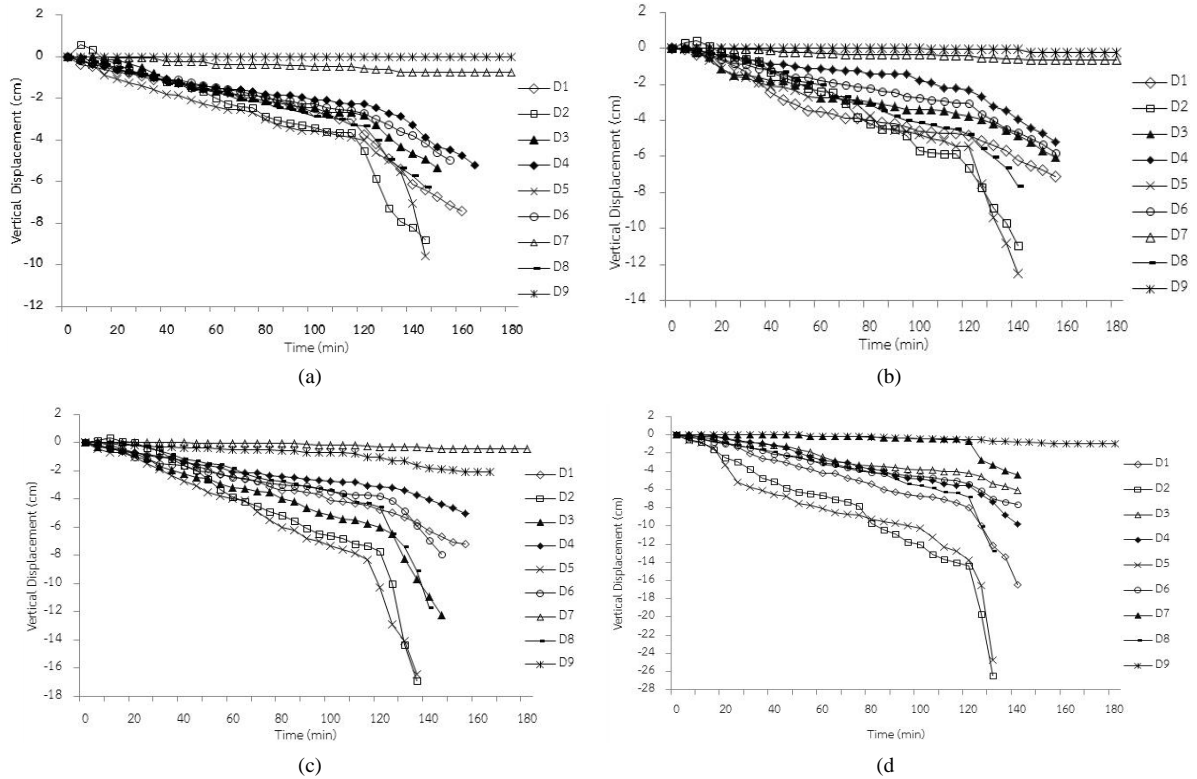 2
0
-2
-4
-6
-8
-10
-12
Vertical Displacement (cm)
0 20 40 60 80 100 120 140 160 180
Time (min)
D1
D2
D3
D4
D5
D6
D7
D8
D9
(a)
2
0
-2
-4
-6
-8
-10
-12
-14
Vertical Displacement (cm)
0 20 40 60 80 100 120 140 160 180
Time (min)
D1
D2
D3
D4
D5
D6
D7
D8
D9
(b)
2
0
-2
-4
-6
-8
-10
-12
-14
-16
-18
Vertical Displacement (cm)
0 20 40 60 80 100 120 140 160 180
Time (min)
D1
D2
D3
D4
D5
D6
D7
D8
D9
(c)
2
0
-2
-4
-6
-8
-10
-12
-14
-16
-18
-20
-22
-24
-26
-28
Vertical Displacement (cm)
0 20 40 60 80 100 120 140 160 180
Time (min)
D1
D2
D3
D4
D5
D6
D7
D8
D9
(d